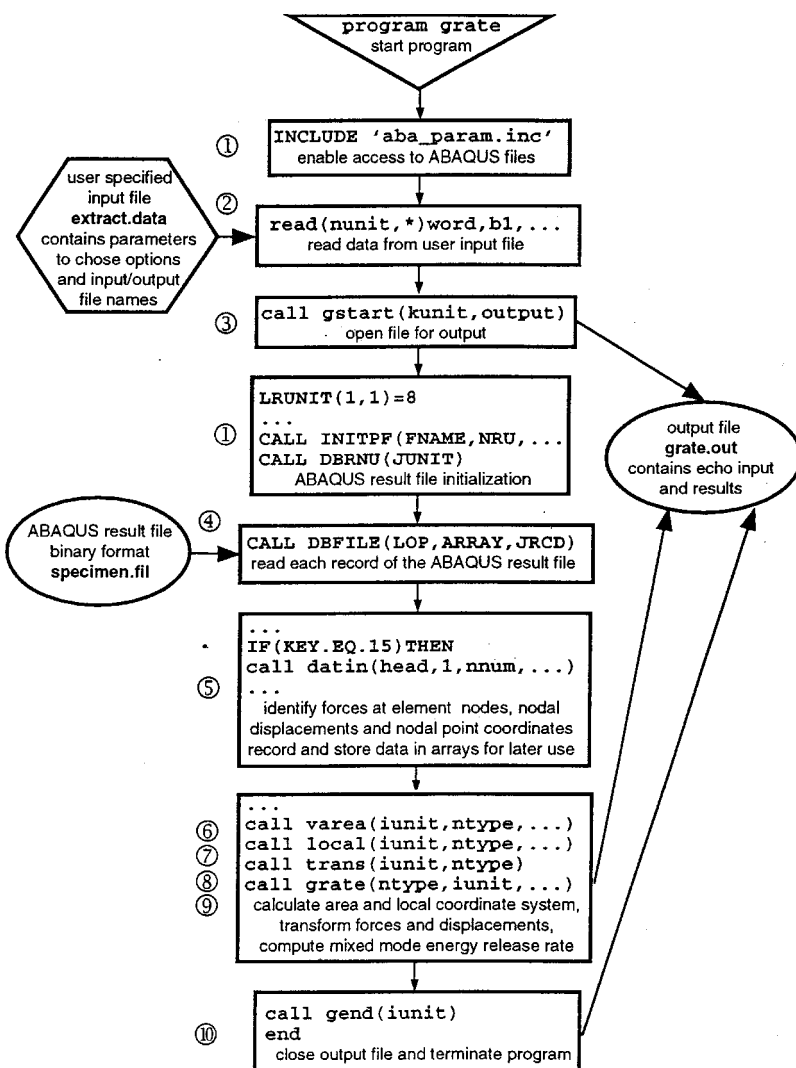 program grate
start program
①
INCLUDE 'aba_param.inc'
enable access to ABAQUS files
user specified
input file
extract.data
contains parameters
to chose options
and input/output
file names
②
read(nunit,*)word,b1,...
read data from user input file
③
call gstart(kunit,output)
open file for output
①
LRUNIT(1,1)=8
...
CALL INITPF(FNAME,NRU,...
CALL DBRNU(JUNIT)
ABAQUS result file initialization
output file
grate.out
contains echo input
and results
ABAQUS result file
binary format
specimen.fil
④
CALL DBFILE(LOP,ARRAY,JRCD)
read each record of the ABAQUS result file
⑤
...
IF(KEY.EQ.15)THEN
call datin(head,1,nnum,...)
...
identify forces at element nodes, nodal
displacements and nodal point coordinates
record and store data in arrays for later use
...
⑥ call varea(iunit,ntype,...)
⑦ call local(iunit,ntype,...)
⑧ call trans(iunit,ntype)
⑨ call grate(ntype,iunit,...)
calculate area and local coordinate system,
transform forces and displacements,
compute mixed mode energy release rate
⑩
call gend(iunit)
end
close output file and terminate program